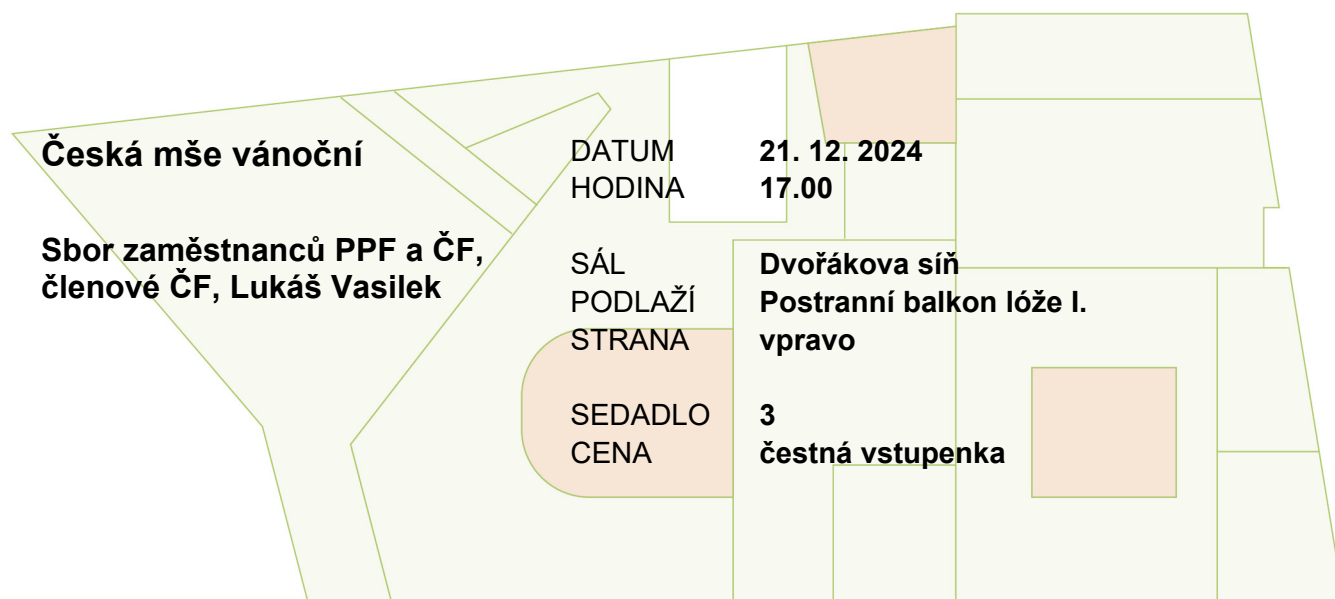 Česká mše vánoční
Sbor zaměstnanců PPF a ČF,
členové ČF, Lukáš Vasilek
DATUM 21. 12. 2024
HODINA 17.00
SÁL Dvořákova síň
PODLAŽÍ Postranní balkon lóže I.
STRANA vpravo
SEDADLO 3
CENA čestná vstupenka